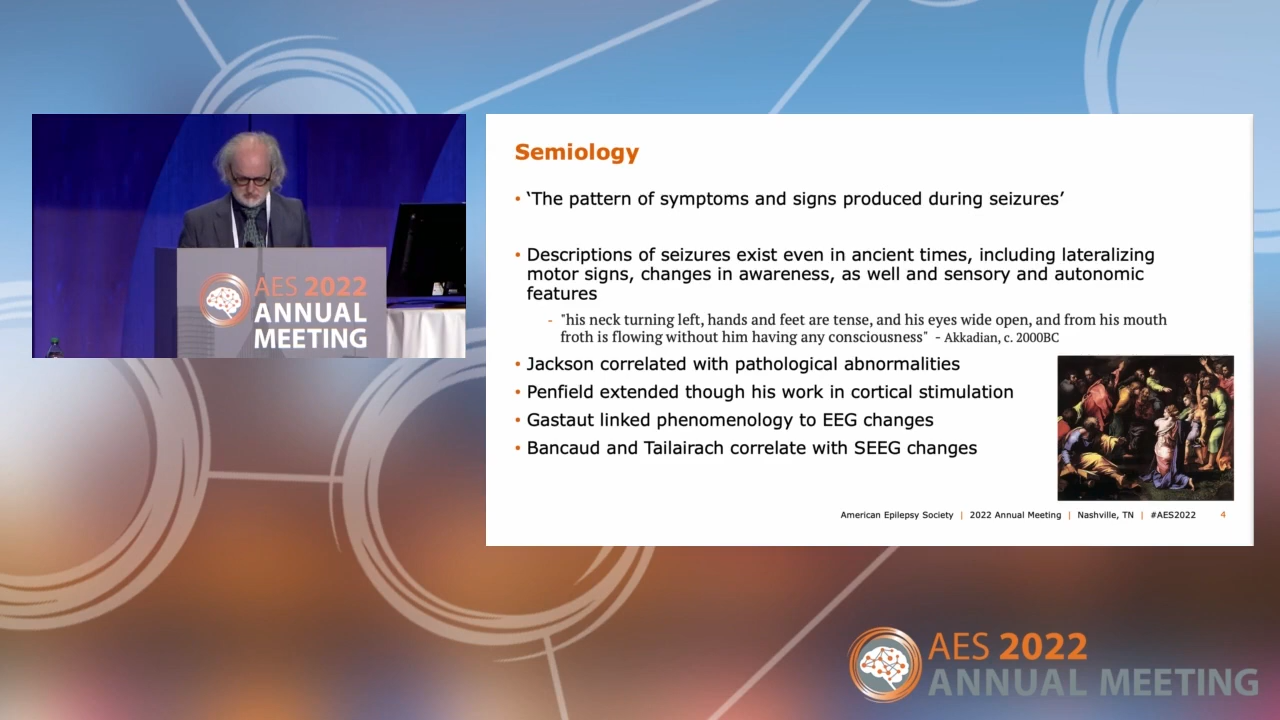 AES 2022
ANNUAL
MEETING
Semiology
• ‘The pattern of symptoms and signs produced during seizures’
• Descriptions of seizures exist even in ancient times, including lateralizing
motor signs, changes in awareness, as well and sensory and autonomic
features
- "his neck turning left, hands and feet are tense, and his eyes wide open, and from his mouth
froth is flowing without him having any consciousness" - Akkadian, c. 2000BC
• Jackson correlated with pathological abnormalities
• Penfield extended though his work in cortical stimulation
• Gastaut linked phenomenology to EEG changes
• Bancaud and Tailairach correlate with SEEG changes
American Epilepsy Society | 2022 Annual Meeting | Nashville, TN | #AES2022 4
AES 2022
ANNUAL MEETING